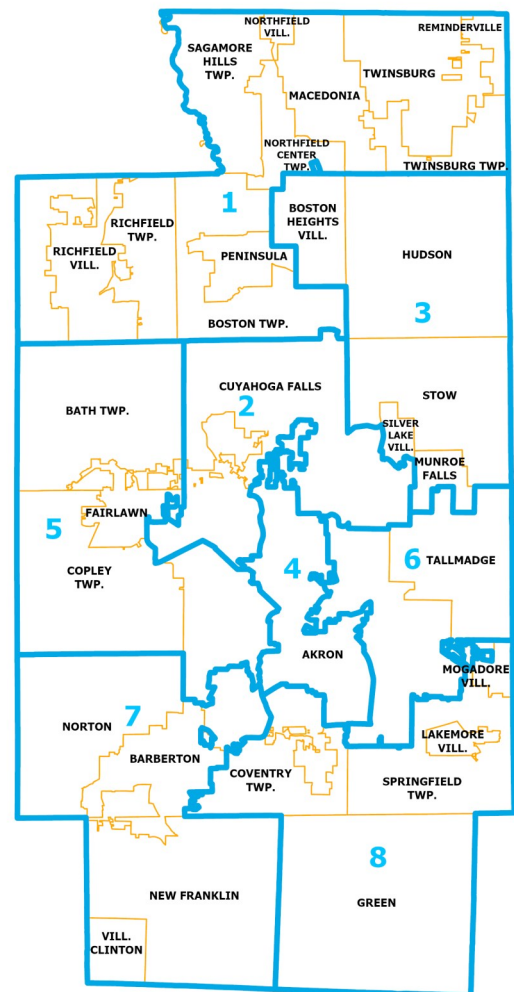 NORTHFIELD
VILL.
REMINDERVILLE
SAGAMORE
HILLS
TWP.
TWINSBURG
MACEDONIA
NORTHFIELD
CENTER
TWP.
TWINSBURG TWP.
1
BOSTON
HEIGHTS
VILL.
RICHFIELD
TWP.
RICHFIELD
VILL.
PENINSULA
HUDSON
BOSTON TWP.
3
CUYAHOGA FALLS
2
BATH TWP.
STOW
SILVER
LAKE
VILL.
MUNROE
FALLS
FAIRLAWN
5
COPLEY
TWP.
4
6
TALLMADGE
AKRON
MOGADORE
VILL.
7
NORTON
BARBERTON
LAKEMORE
VILL.
COVENTRY
TWP.
SPRINGFIELD
TWP.
8
NEW FRANKLIN
GREEN
VILL.
CLINTON